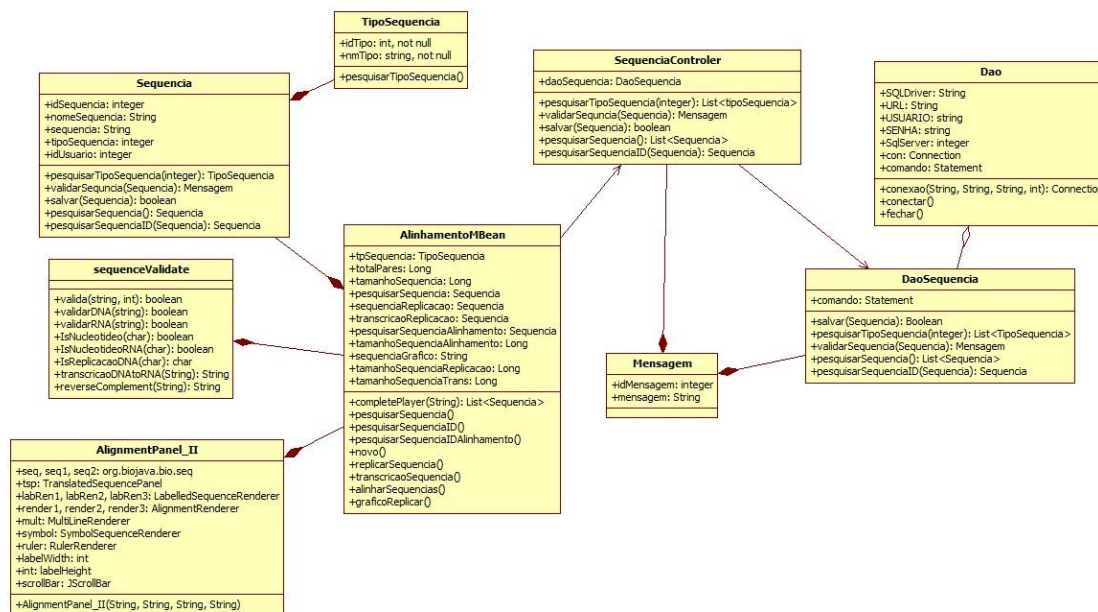 TipoSequencia
+idTipo: int, not null
+nmTipo: string, not null
+pesquisarTipoSequencia()
Sequencia
+idSequencia: integer
+nomeSequencia: String
+sequencia: String
+tipoSequencia: integer
+idUsuario: integer
+pesquisarTipoSequencia(integer): TipoSequencia
+validarSequncia(Sequencia): Mensagem
+salvar(Sequencia): boolean
+pesquisarSequencia(): Sequencia
+pesquisarSequenciaID(Sequencia): Sequencia
SequenciaControler
+daoSequencia: DaoSequencia
+pesquisarTipoSequencia(integer): List<tipoSequencia>
+validarSequncia(Sequencia): Mensagem
+salvar(Sequencia): boolean
+pesquisarSequencia(): List<Sequencia>
+pesquisarSequenciaID(Sequencia): Sequencia
Dao
+SQLDriver: String
+URL: String
+USUARIO: string
+SENHA: string
+SqlServer: integer
+con: Connection
+comando: Statement
+conexao(String, String, String, int): Connection
+conectar()
+fechar()
sequenceValidate
+valida(string, int): boolean
+validarDNA(string): boolean
+validarRNA(string): boolean
+IsNucleotideo(char): boolean
+IsNucleotideoRNA(char): boolean
+IsReplicacaoDNA(char): char
+transcricaoDNAtoRNA(String): String
+reverseComplement(String): String
AlinhamentoMBean
+tpSequencia: TipoSequencia
+totalPares: Long
+tamanhoSequencia: Long
+pesquisarSequencia: Sequencia
+sequenciaReplicacao: Sequencia
+transcricaoReplicacao: Sequencia
+pesquisarSequenciaAlinhamento: Sequencia
+tamanhoSequenciaAlinhamento: Long
+sequenciaGrafico: String
+tamanhoSequenciaReplicacao: Long
+tamanhoSequenciaTrans: Long
+completePlayer(String): List<Sequencia>
+pesquisarSequencia()
+pesquisarSequenciaID()
+pesquisarSequenciaIDAlinhamento()
+novo()
+replicarSequencia()
+transcricaoSequencia()
+alinharSequencias()
+graficoReplicar()
DaoSequencia
+comando: Statement
+salvar(Sequencia): Boolean
+pesquisarTipoSequencia(integer): List<TipoSequencia>
+validarSequencia(Sequencia): Mensagem
+pesquisarSequencia(): List<Sequencia>
+pesquisarSequenciaID(Sequencia): Sequencia
Mensagem
+idMensagem: integer
+mensagem: String
AlignmentPanel_II
+seq, seq1, seq2: org.biojava.bio.seq
+tsp: TranslatedSequencePanel
+labRen1, labRen2, labRen3: LabelledSequenceRenderer
+render1, render2, render3: AlignmentRenderer
+mult: MultiLineRenderer
+symbol: SymbolSequenceRenderer
+ruler: RulerRenderer
+labelWidth: int
+int: labelHeight
+scrollBar: JScrollBar
+AlignmentPanel_II(String, String, String, String)